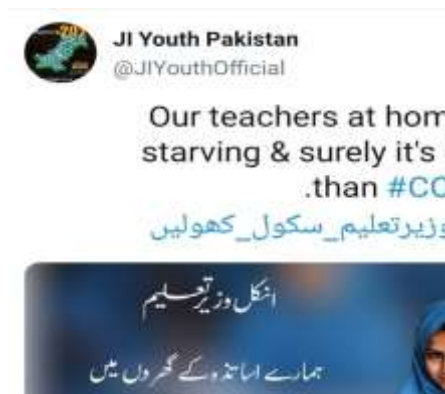 JI Youth Pakistan
@JIYouthOfficial
Our teachers at hom
starving & surely it's
.than #CO
وزیرتعلیم_سکول_کھولیں
انکل وزیر تعلیم
ہمارے اساتذہ کے گھروں میں